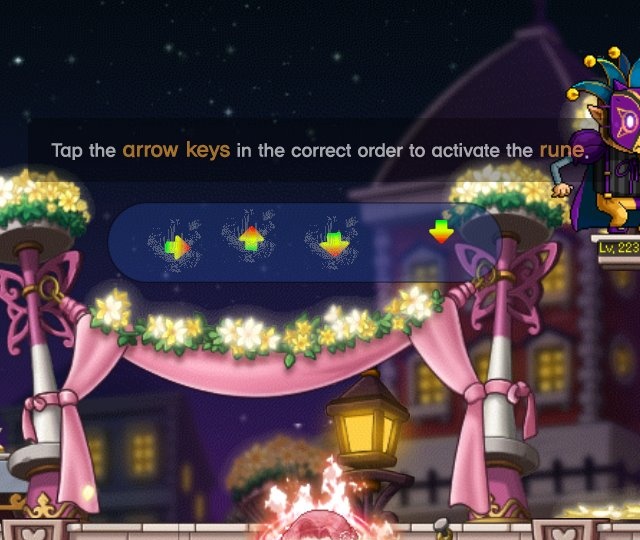 Tap the arrow keys in the correct order to activate the rune.
Lv. 223